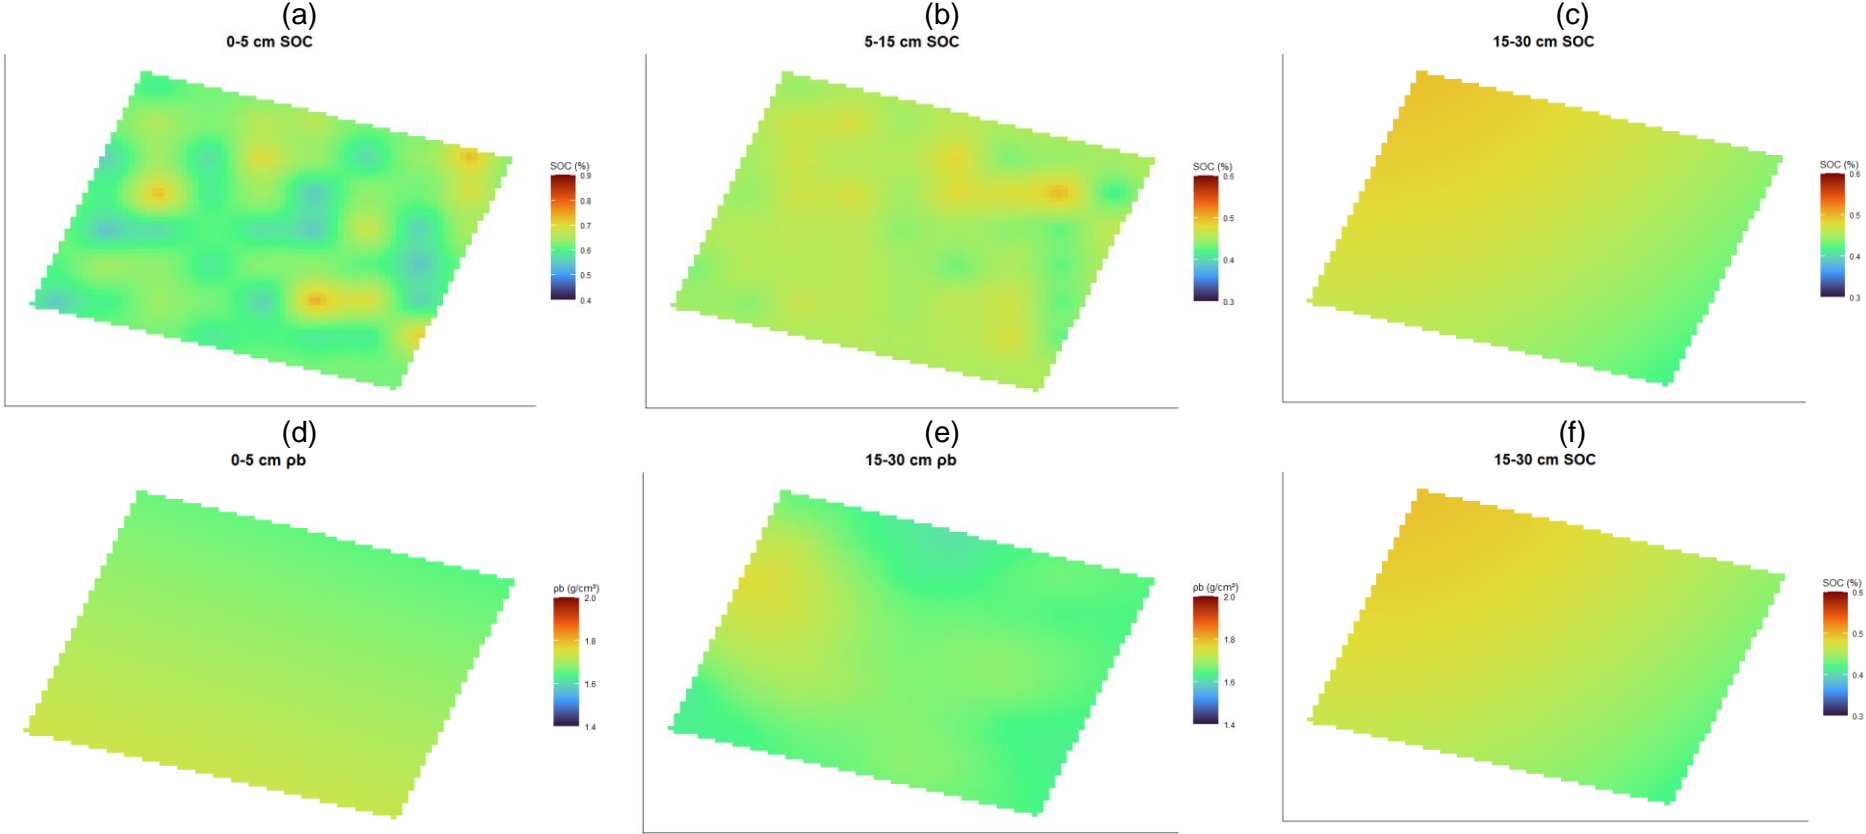 (a)
0-5 cm SOC
SOC (%)
0.9
0.8
0.7
0.6
0.5
0.4
(b)
5-15 cm SOC
SOC (%)
0.6
0.5
0.4
0.3
(c)
15-30 cm SOC
SOC (%)
0.6
0.5
0.4
0.3
(d)
0-5 cm ρb
ρb (g/cm³)
2.0
1.8
1.6
1.4
(e)
15-30 cm ρb
ρb (g/cm³)
2.0
1.8
1.6
1.4
(f)
15-30 cm SOC
SOC (%)
0.6
0.5
0.4
0.3